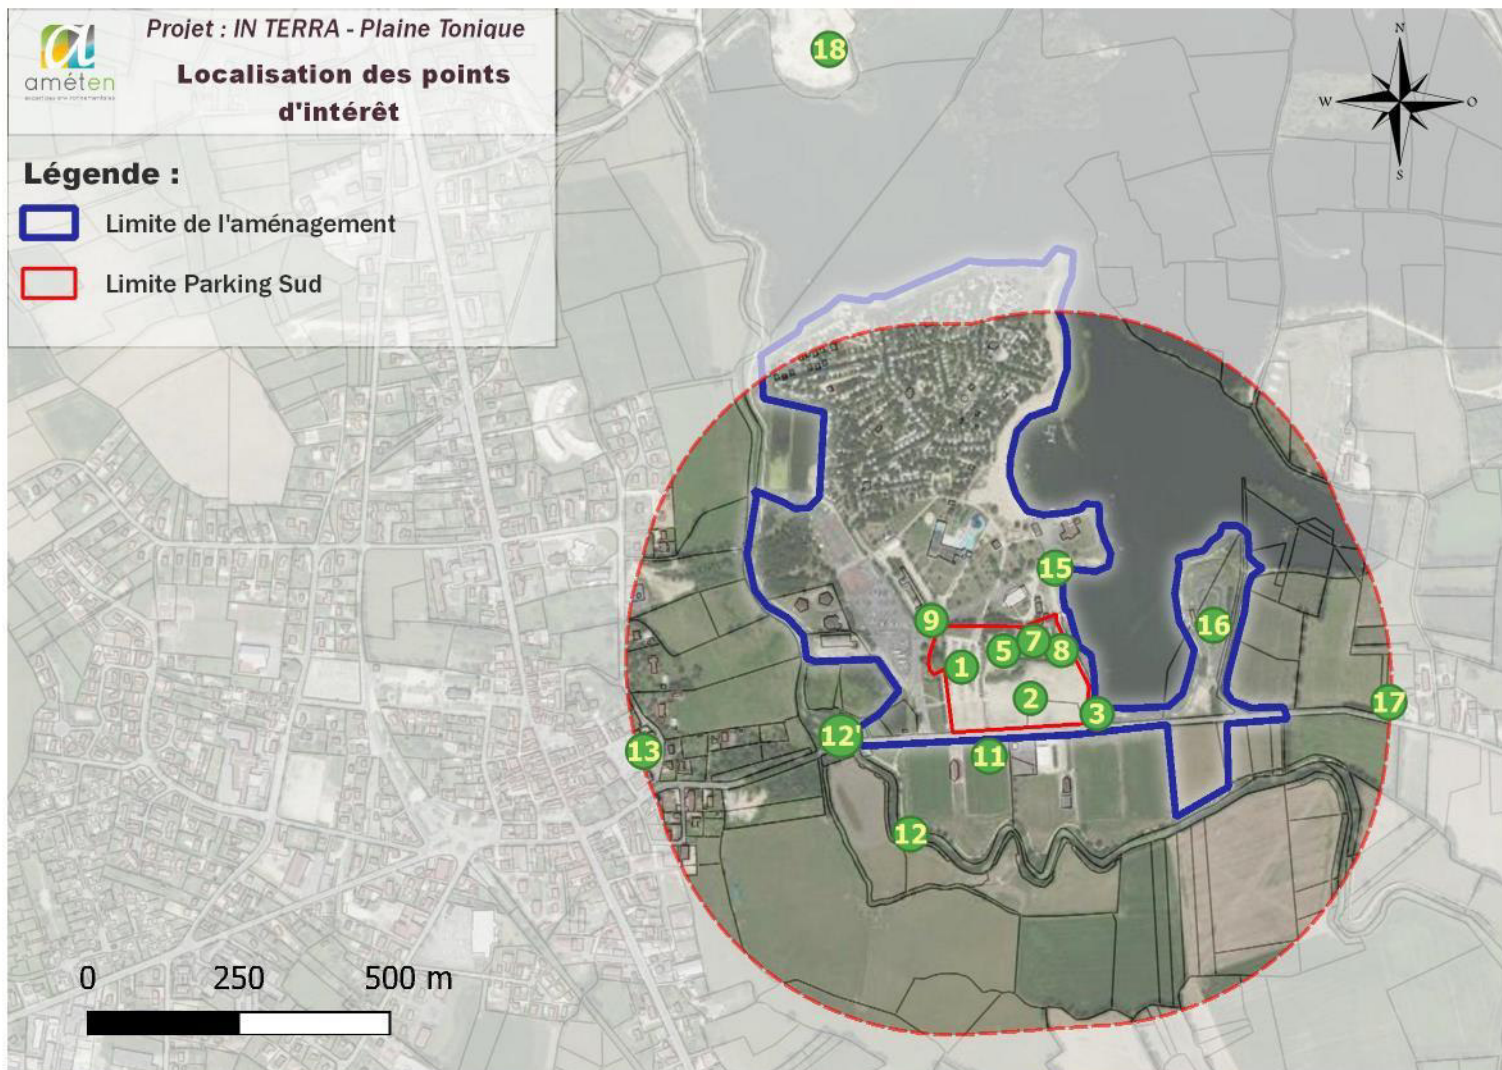 Projet : IN TERRA - Plaine Tonique
Localisation des points
d'intérêt
améten
Légende :
Limite de l'aménagement
Limite Parking Sud
N
W
O
S
18
15
9
16
7
5
8
1
2
17
3
12'
13
11
12
0 250 500 m